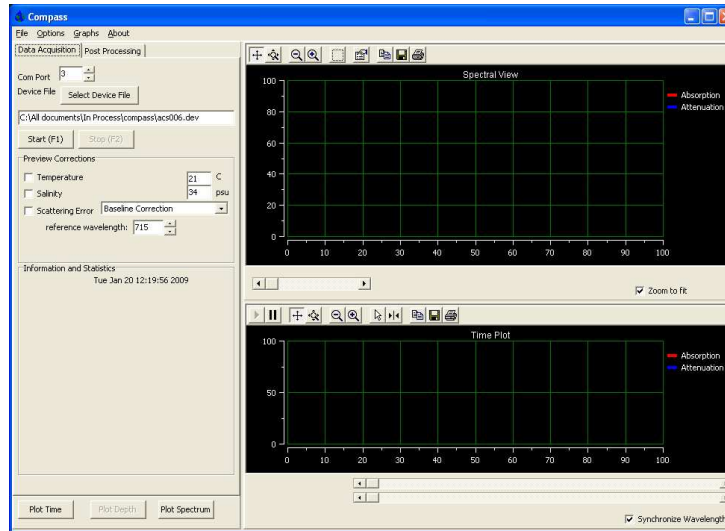 Compass
File Options Graphs About
Data Acquisition Post Processing
Com Port 3
Device File Select Device File
C:\All documents\In Process\compass\acs006.dev
Start (F1) Stop (F2)
Preview Corrections
Temperature 21 C
Salinity 34 psu
Scattering Error Baseline Correction
reference wavelength: 715
Information and Statistics
Tue Jan 20 12:19:56 2009
Plot Time Plot Depth Plot Spectrum
Spectral View
100
80
60
40
20
0
0 10 20 30 40 50 60 70 80 90 100
Absorption
Attenuation
Zoom to fit
Time Plot
100
50
0
0 10 20 30 40 50 60 70 80 90 100
Absorption
Attenuation
Synchronize Wavelength